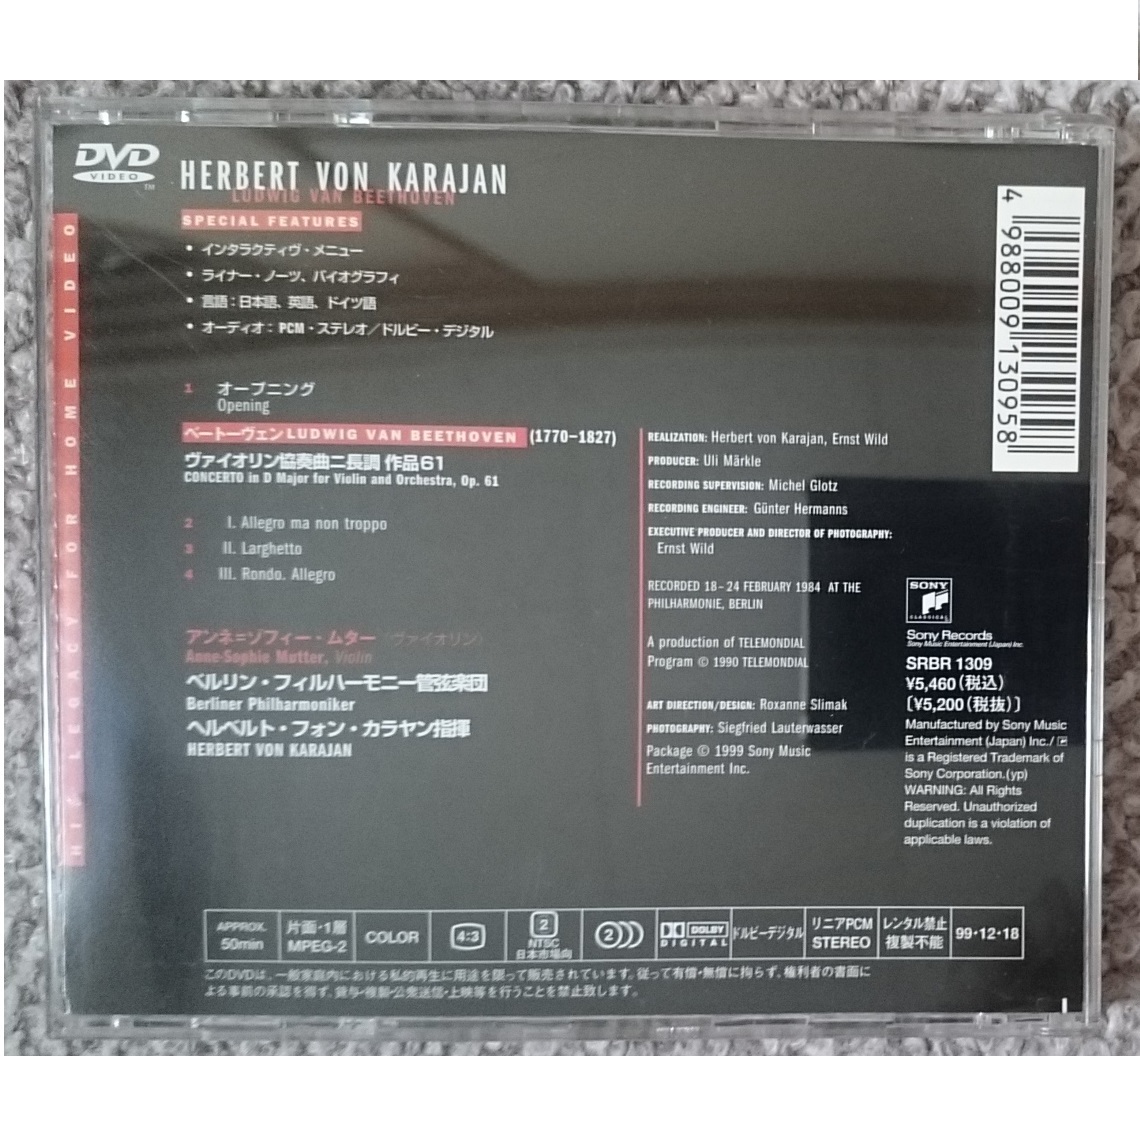 DVD
VIDEO
TM
HERBERT VON KARAJAN
LUDWIG VAN BEETHOVEN
SPECIAL FEATURES
• インタラクティヴ・メニュー
• ライナー・ノーツ、バイオグラフィ
• 言語：日本語、英語、ドイツ語
• オーディオ：PCM・ステレオ／ドルビー・デジタル
1 オープニング
Opening
ベートーヴェン LUDWIG VAN BEETHOVEN (1770–1827)
ヴァイオリン協奏曲ニ長調 作品61
CONCERTO in D Major for Violin and Orchestra, Op. 61
2 I. Allegro ma non troppo
3 II. Larghetto
4 III. Rondo. Allegro
アンネ=ゾフィー・ムター（ヴァイオリン）
Anne-Sophie Mutter, Violin
ベルリン・フィルハーモニー管弦楽団
Berliner Philharmoniker
ヘルベルト・フォン・カラヤン指揮
HERBERT VON KARAJAN
HIS LEGACY FOR HOME VIDEO
REALIZATION: Herbert von Karajan, Ernst Wild
PRODUCER: Uli Märkle
RECORDING SUPERVISION: Michel Glotz
RECORDING ENGINEER: Günter Hermanns
EXECUTIVE PRODUCER AND DIRECTOR OF PHOTOGRAPHY:
Ernst Wild
RECORDED 18–24 FEBRUARY 1984 AT THE
PHILHARMONIE, BERLIN
A production of TELEMONDIAL
Program © 1990 TELEMONDIAL
ART DIRECTION/DESIGN: Roxanne Slimak
PHOTOGRAPHY: Siegfried Lauterwasser
Package © 1999 Sony Music
Entertainment Inc.
4 988009 130958
SONY
CLASSICAL
Sony Records
Sony Music Entertainment (Japan) Inc.
SRBR 1309
¥5,460(税込)
〔¥5,200(税抜)〕
Manufactured by Sony Music
Entertainment (Japan) Inc./
is a Registered Trademark of
Sony Corporation.(yp)
WARNING: All Rights
Reserved. Unauthorized
duplication is a violation of
applicable laws.
APPROX.
50min
片面・1層
MPEG-2
COLOR
4:3
2
NTSC
日本市場向
2
DOLBY
DIGITAL
ドルビーデジタル
リニアPCM
STEREO
レンタル禁止
複製不能
99・12・18
このDVDは、一般家庭内における私的再生に用途を限って販売されています。従って有償・無償に拘らず、権利者の書面に
よる事前の承認を得ず、貸与・複製・公衆送信・上映等を行うことを禁止致します。